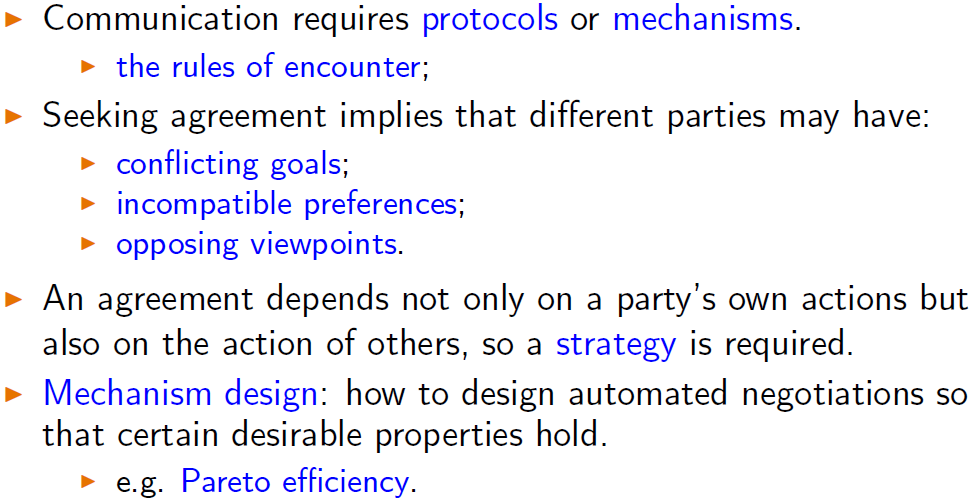 Communication requires protocols or mechanisms.
the rules of encounter;
Seeking agreement implies that different parties may have:
conflicting goals;
incompatible preferences;
opposing viewpoints.
An agreement depends not only on a party's own actions but
also on the action of others, so a strategy is required.
Mechanism design: how to design automated negotiations so
that certain desirable properties hold.
e.g. Pareto efficiency.